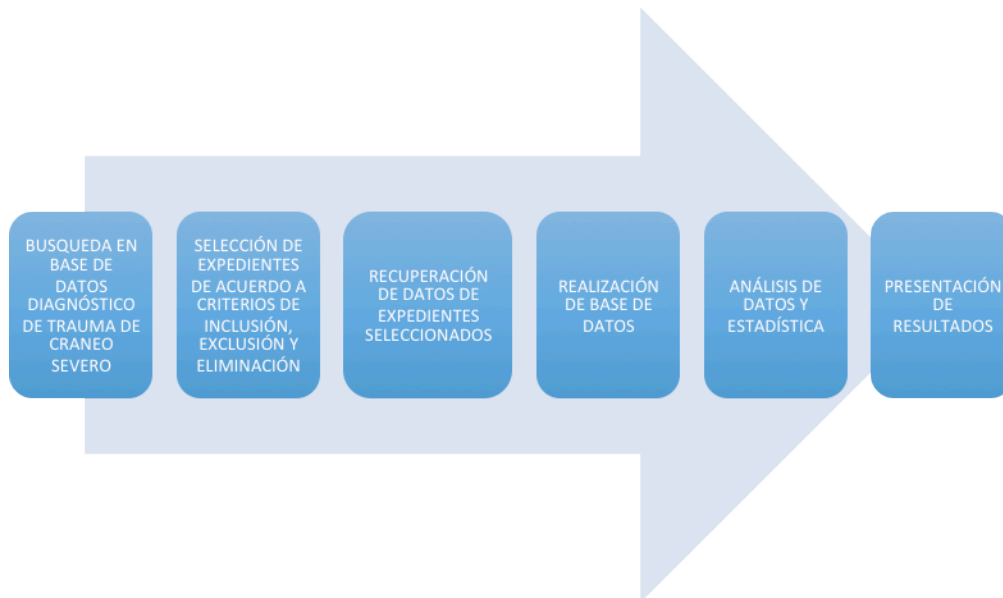 BUSQUEDA EN
BASE DE
DATOS
DIAGNÓSTICO
DE TRAUMA DE
CRANEO
SEVERO
SELECCIÓN DE
EXPEDIENTES
DE ACUERDO A
CRITERIOS DE
INCLUSIÓN,
EXCLUSIÓN Y
ELIMINACIÓN
RECUPERACIÓN
DE DATOS DE
EXPEDIENTES
SELECCIONADOS
REALIZACIÓN
DE BASE DE
DATOS
ANÁLISIS DE
DATOS Y
ESTADÍSTICA
PRESENTACIÓN
DE
RESULTADOS